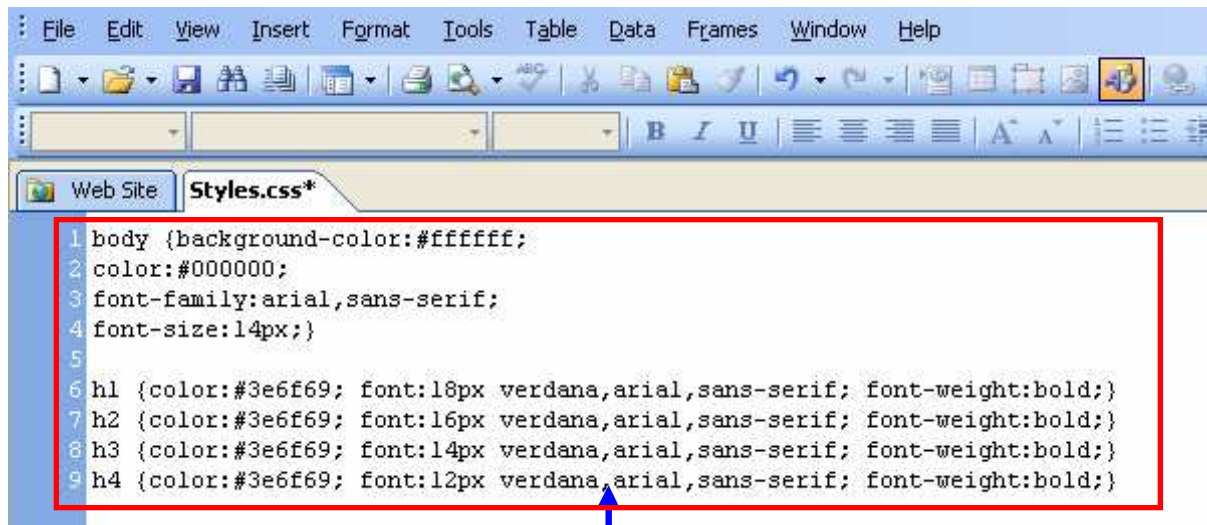 File Edit View Insert Format Tools Table Data Frames Window Help
ABC
B I U A A
Web Site Styles.css*
1 body {background-color:#ffffff;
2 color:#000000;
3 font-family:arial,sans-serif;
4 font-size:14px;}
5
6 h1 {color:#3e6f69; font:18px verdana,arial,sans-serif; font-weight:bold;}
7 h2 {color:#3e6f69; font:16px verdana,arial,sans-serif; font-weight:bold;}
8 h3 {color:#3e6f69; font:14px verdana,arial,sans-serif; font-weight:bold;}
9 h4 {color:#3e6f69; font:12px verdana,arial,sans-serif; font-weight:bold;}